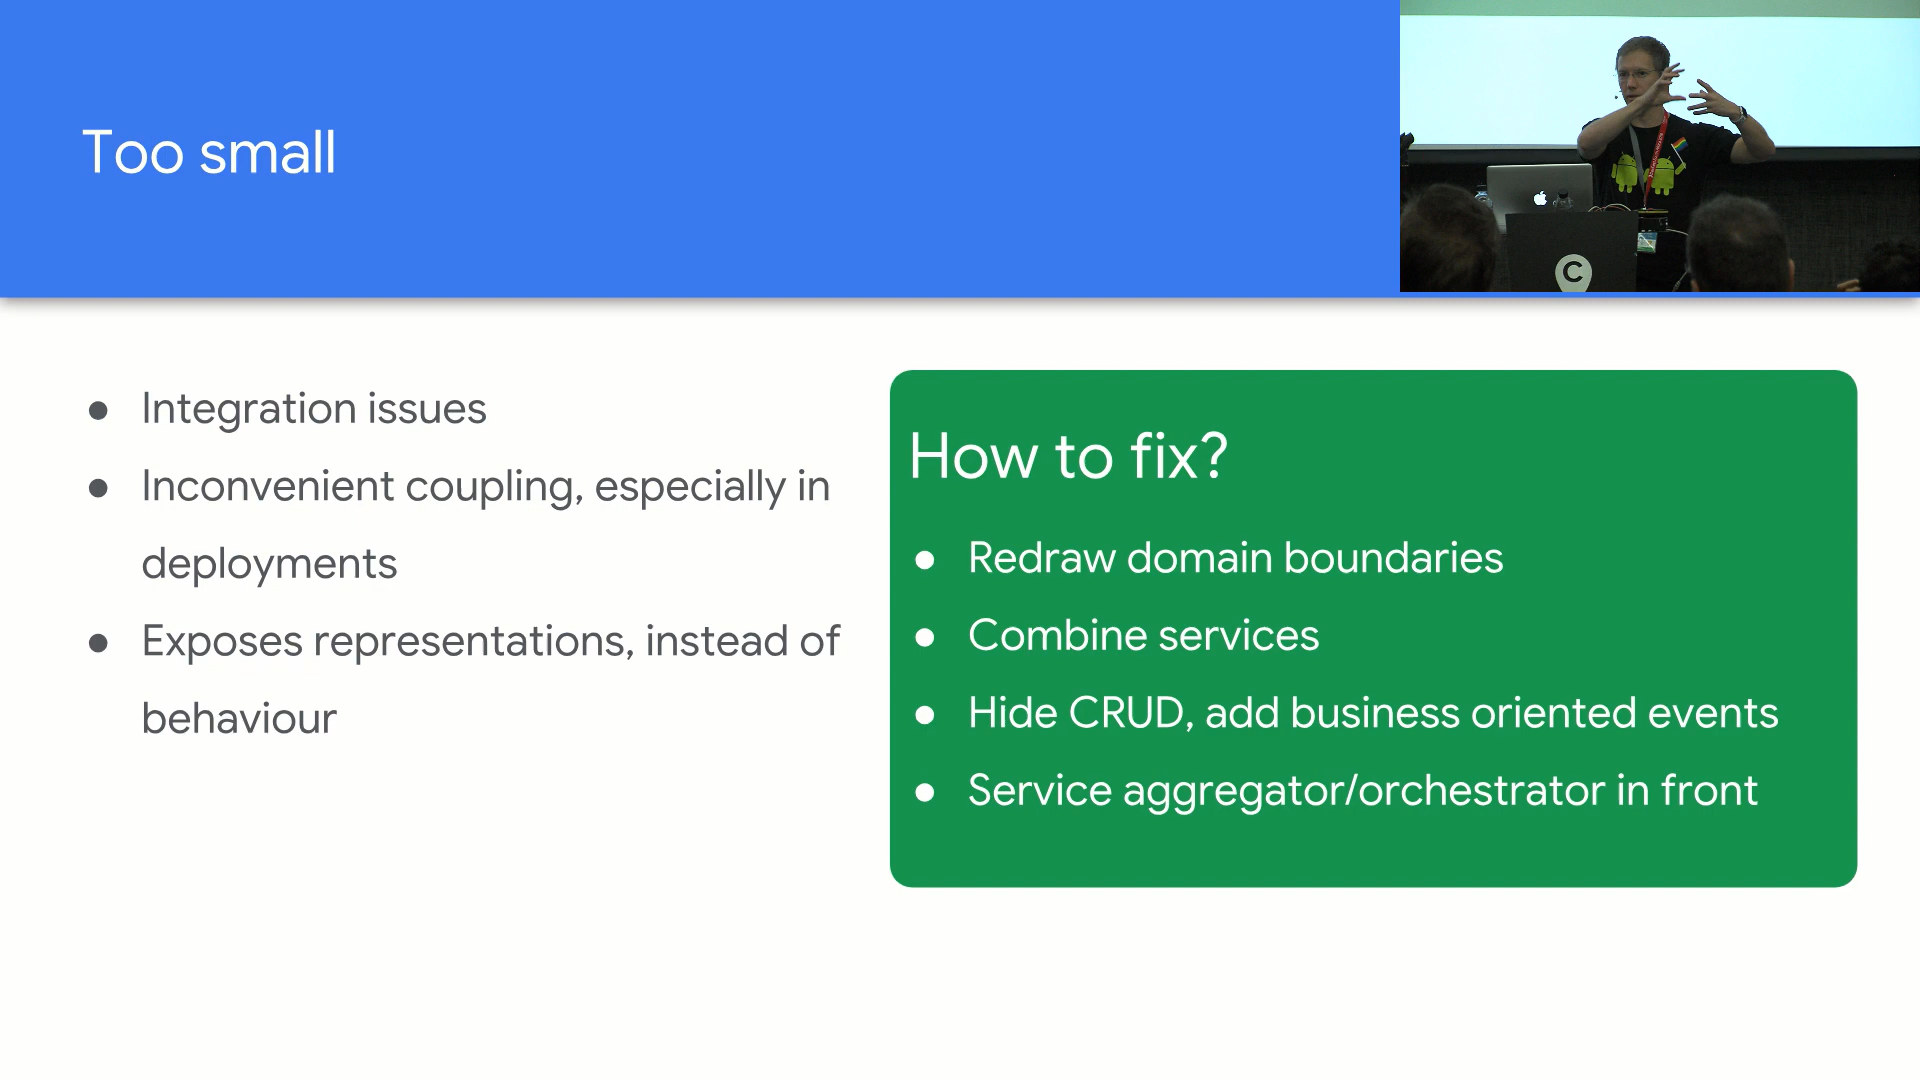 Too small
● Integration issues
● Inconvenient coupling, especially in
deployments
● Exposes representations, instead of
behaviour
How to fix?
● Redraw domain boundaries
● Combine services
● Hide CRUD, add business oriented events
● Service aggregator/orchestrator in front
C